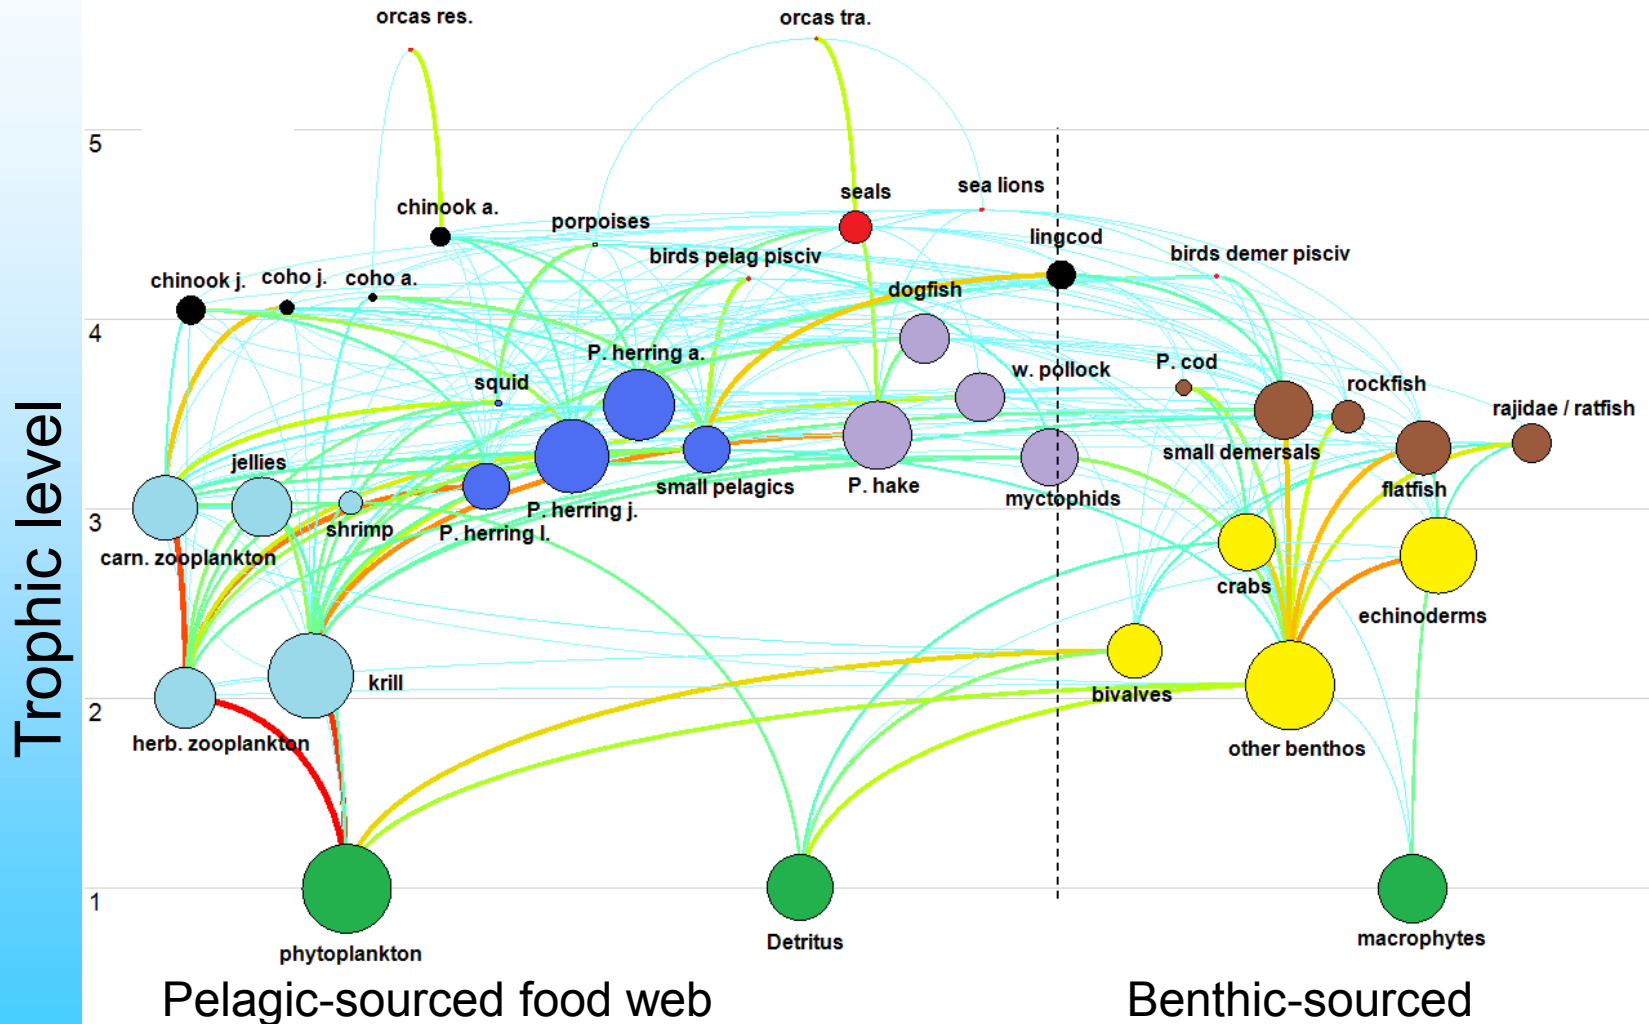 orcas res.
orcas tra.
5
chinook a.
porpoises
seals
sea lions
lingcod
birds pelag pisciv
birds demer pisciv
chinook j.
coho j.
coho a.
dogfish
4
P. herring a.
squid
w. pollock
P. cod
rockfish
rajidae / ratfish
small demersals
jellies
small pelagics
P. hake
myctophids
flatfish
3
shrimp
P. herring l.
P. herring j.
carn. zooplankton
crabs
echinoderms
krill
bivalves
2
herb. zooplankton
other benthos
1
phytoplankton
Detritus
macrophytes
Trophic level
Pelagic-sourced food web
Benthic-sourced